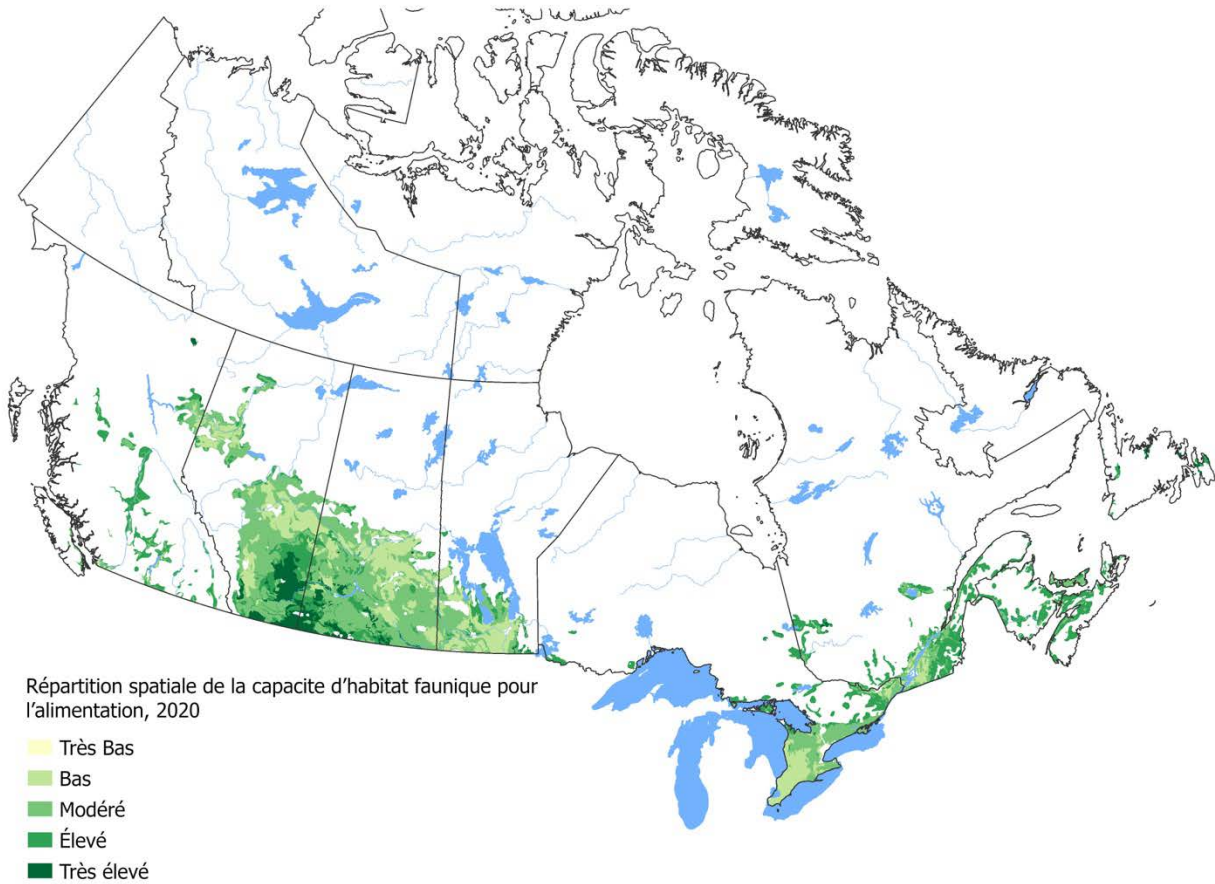 Répartition spatiale de la capacite d'habitat faunique pour
l'alimentation, 2020
Très Bas
Bas
Modéré
Élevé
Très élevé